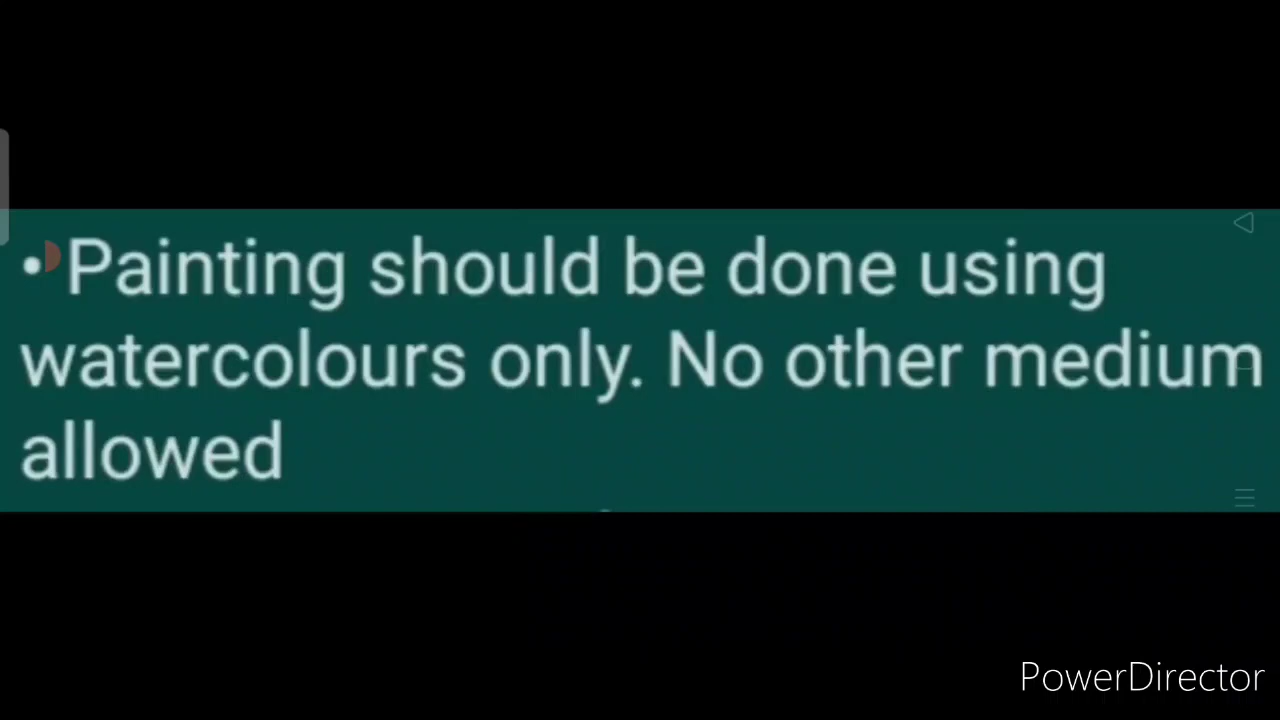 •Painting should be done using
watercolours only. No other medium
allowed
PowerDirector